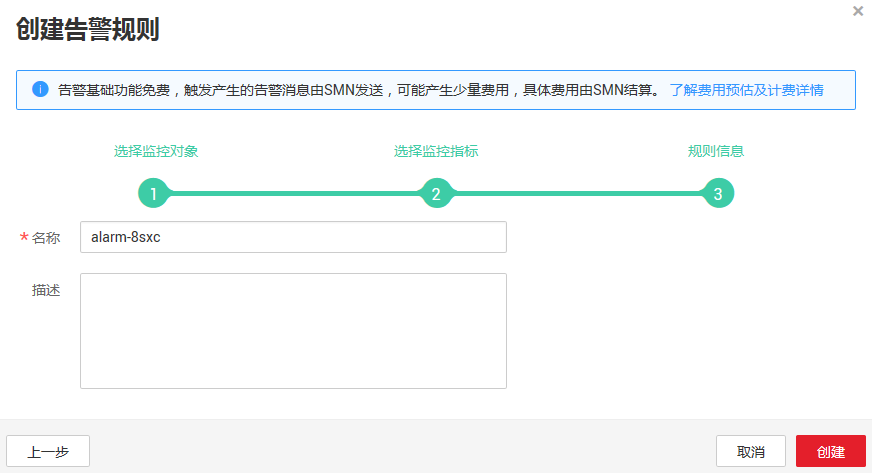 创建告警规则
告警基础功能免费，触发产生的告警消息由SMN发送，可能产生少量费用，具体费用由SMN结算。 了解费用预估及计费详情
选择监控对象 选择监控指标 规则信息
1 2 3
* 名称 alarm-8sxc
描述
上一步 取消 创建